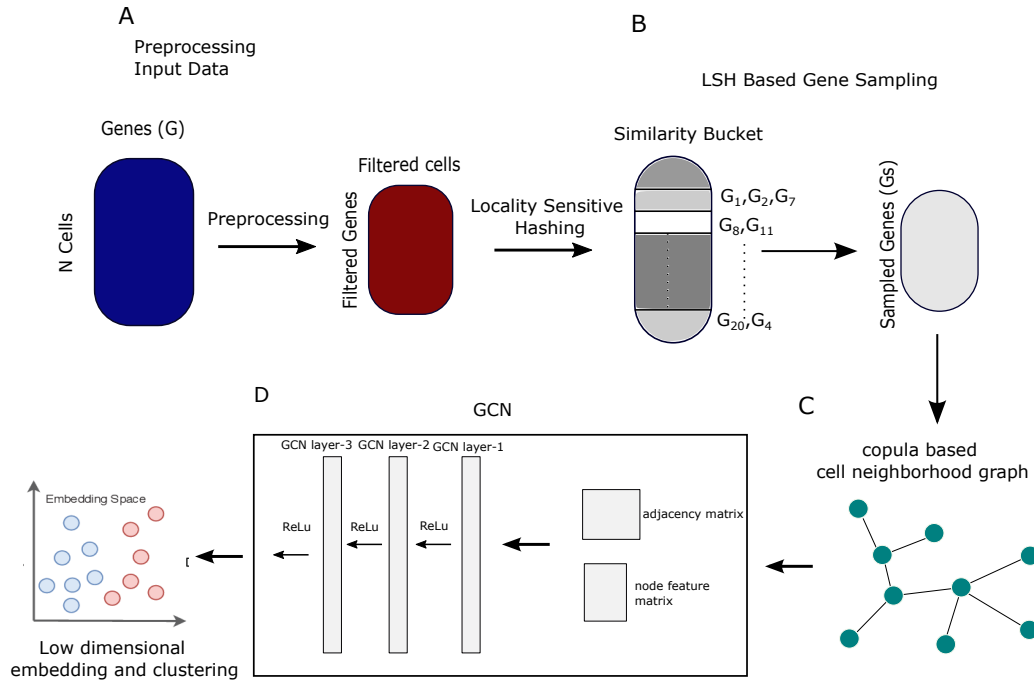 A
Preprocessing
Input Data
Genes (G)
N Cells
Preprocessing
Filtered cells
Filtered Genes
Locality Sensitive
Hashing
B
LSH Based Gene Sampling
Similarity Bucket
G1,G2,G7
G8,G11
G20,G4
Sampled Genes (Gs)
C
copula based
cell neighborhood graph
D
GCN
GCN layer-3
GCN layer-2
GCN layer-1
ReLu
ReLu
ReLu
adjacency matrix
node feature
matrix
Embedding Space
Low dimensional
embedding and clustering